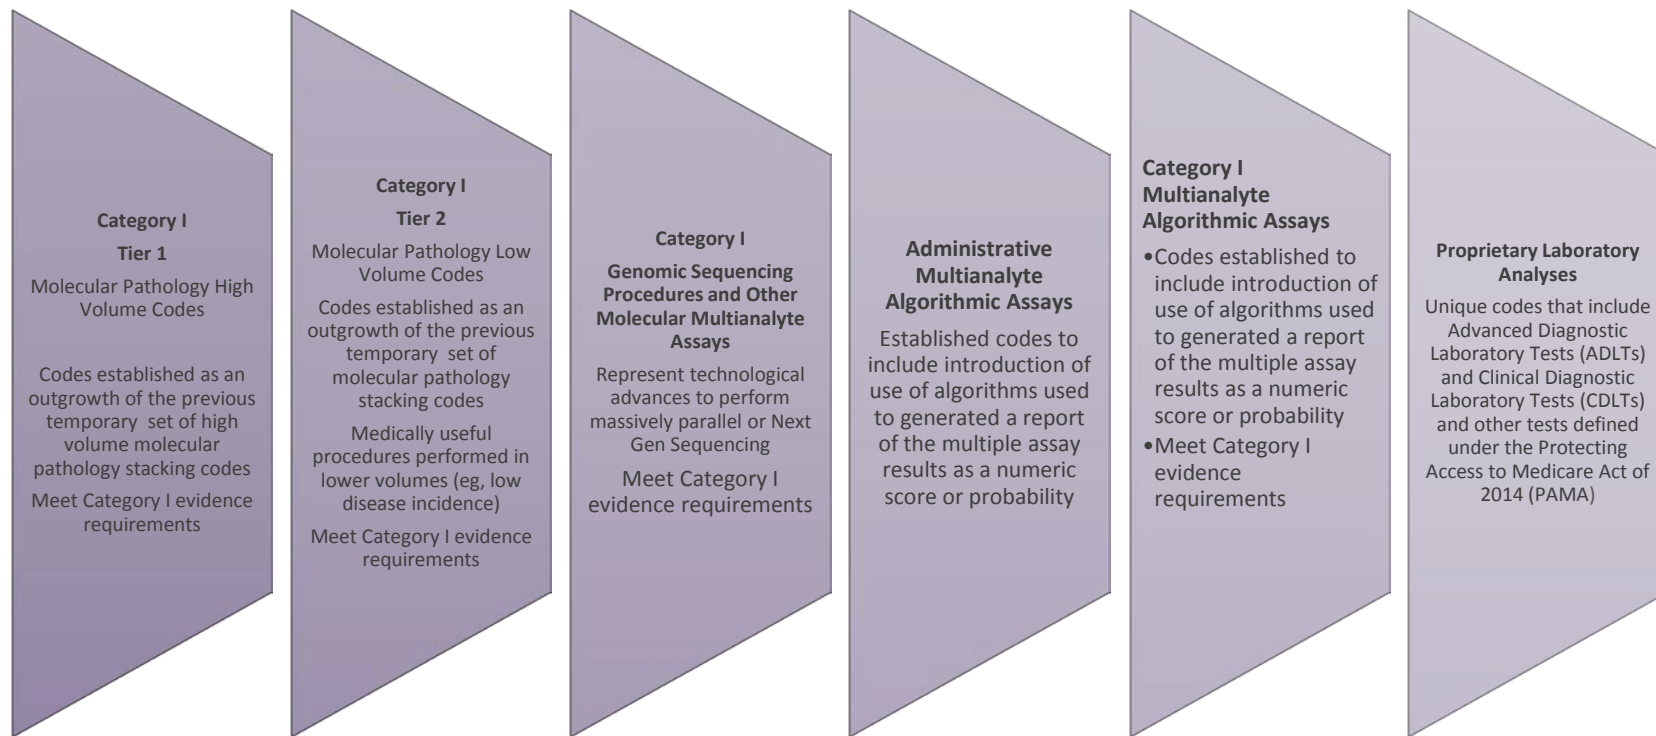 Category I
Tier 1
Molecular Pathology High
Volume Codes
Codes established as an
outgrowth of the previous
temporary set of high
volume molecular
pathology stacking codes
Meet Category I evidence
requirements
Category I
Tier 2
Molecular Pathology Low
Volume Codes
Codes established as an
outgrowth of the previous
temporary set of
molecular pathology
stacking codes
Medically useful
procedures performed in
lower volumes (eg, low
disease incidence)
Meet Category I evidence
requirements
Category I
Genomic Sequencing
Procedures and Other
Molecular Multianalyte
Assays
Represent technological
advances to perform
massively parallel or Next
Gen Sequencing
Meet Category I
evidence requirements
Administrative
Multianalyte
Algorithmic Assays
Established codes to
include introduction of
use of algorithms used
to generated a report
of the multiple assay
results as a numeric
score or probability
Category I
Multianalyte
Algorithmic Assays
•Codes established to
include introduction of
use of algorithms used
to generated a report
of the multiple assay
results as a numeric
score or probability
•Meet Category I
evidence
requirements
Proprietary Laboratory
Analyses
Unique codes that include
Advanced Diagnostic
Laboratory Tests (ADLTs)
and Clinical Diagnostic
Laboratory Tests (CDLTs)
and other tests defined
under the Protecting
Access to Medicare Act of
2014 (PAMA)